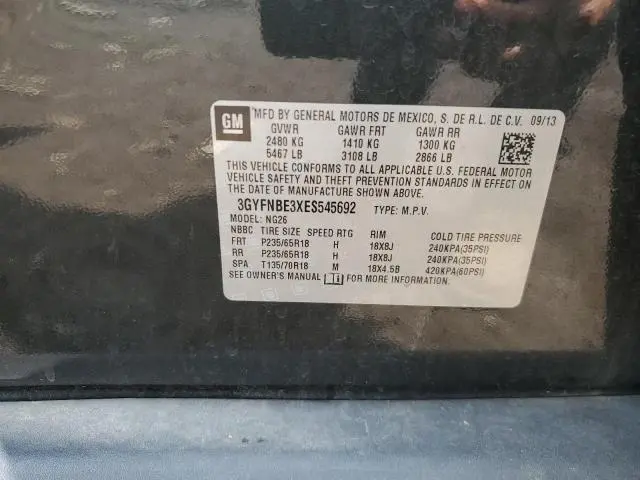 GM
MFD BY GENERAL MOTORS DE MEXICO, S. DE R.L. DE C.V. 09/13
GVWR GAWR FRT GAWR RR
2480 KG 1410 KG 1300 KG
5467 LB 3108 LB 2866 LB
THIS VEHICLE CONFORMS TO ALL APPLICABLE U.S. FEDERAL MOTOR
VEHICLE SAFETY AND THEFT PREVENTION STANDARDS IN EFFECT ON
THE DATE OF MANUFACTURE SHOWN ABOVE.
3GYFNBE3XES545692 TYPE: M.P.V.
MODEL: NG26
NBBC TIRE SIZE SPEED RTG RIM COLD TIRE PRESSURE
FRT P235/65R18 H 18X8J 240KPA(35PSI)
RR P235/65R18 H 18X8J 240KPA(35PSI)
SPA T135/70R18 M 18X4.5B 420KPA(60PSI)
SEE OWNER'S MANUAL FOR MORE INFORMATION.